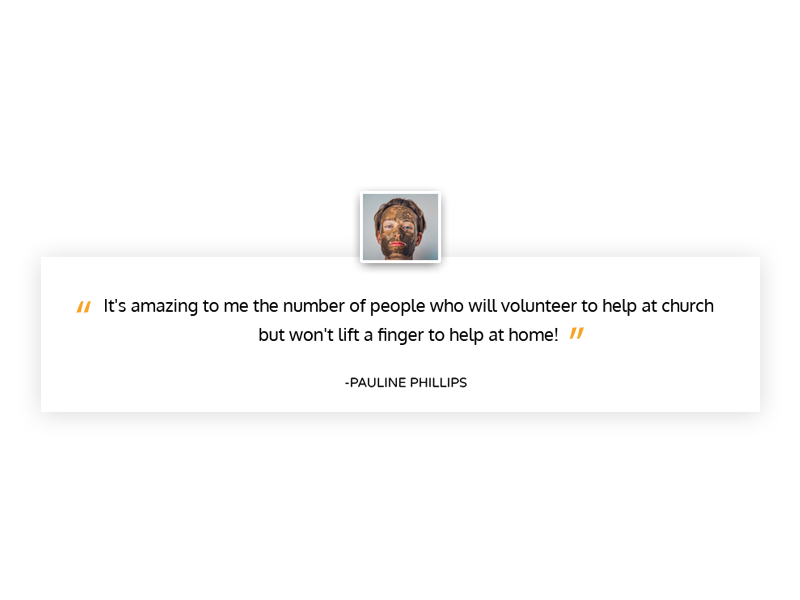 “ It's amazing to me the number of people who will volunteer to help at church
but won't lift a finger to help at home! ”
-PAULINE PHILLIPS